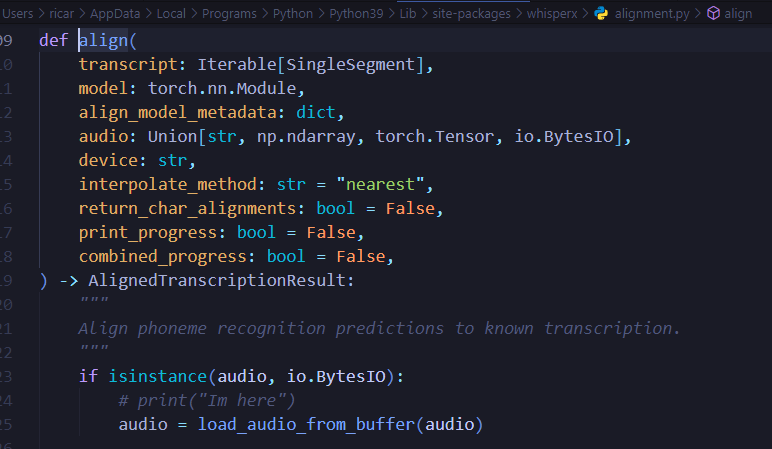 Users > ricar > AppData > Local > Programs > Python > Python39 > Lib > site-packages > whisperx > alignment.py > align
09 def align(
10 transcript: Iterable[SingleSegment],
11 model: torch.nn.Module,
12 align_model_metadata: dict,
13 audio: Union[str, np.ndarray, torch.Tensor, io.BytesIO],
14 device: str,
15 interpolate_method: str = "nearest",
16 return_char_alignments: bool = False,
17 print_progress: bool = False,
18 combined_progress: bool = False,
19 ) -> AlignedTranscriptionResult:
20 """
21 Align phoneme recognition predictions to known transcription.
22 """
23 if isinstance(audio, io.BytesIO):
24 # print("Im here")
25 audio = load_audio_from_buffer(audio)